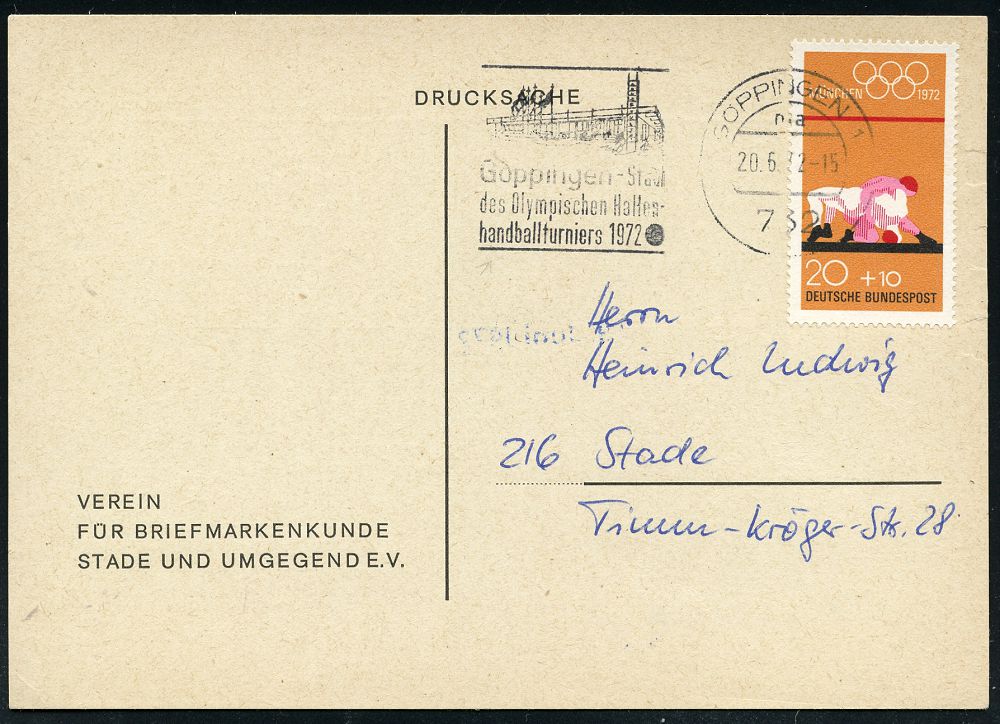 DRUCKSACHE
Göppingen-Stadt
des Olympischen Hallen-
handballturniers 1972
GÖPPINGEN 1
20.6.72-15
732
MÜNCHEN 1972
20 +10
DEUTSCHE BUNDESPOST
Herrn
Heinrich Ludwig
216 Stade
Timm-Kröger-Str. 28
VEREIN
FÜR BRIEFMARKENKUNDE
STADE UND UMGEGEND E.V.